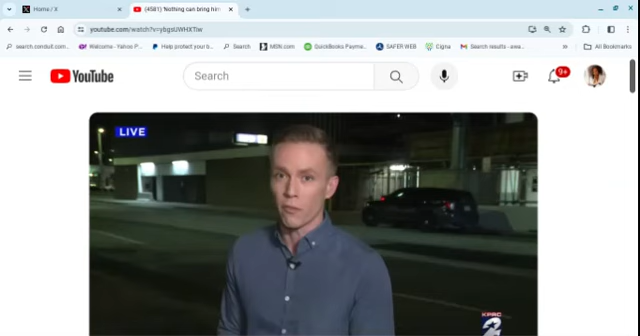 Home / X
(4581) 'Nothing can bring him
youtube.com/watch?v=ybgsUWHXTiw
search.conduit.com...
Welcome - Yahoo P...
Help protect your b...
Search
MSN.com
QuickBooks Payme...
SAFER WEB
Cigna
Search results - awa...
»
All Bookmarks
YouTube
Search
9+
LIVE
KPRC
2